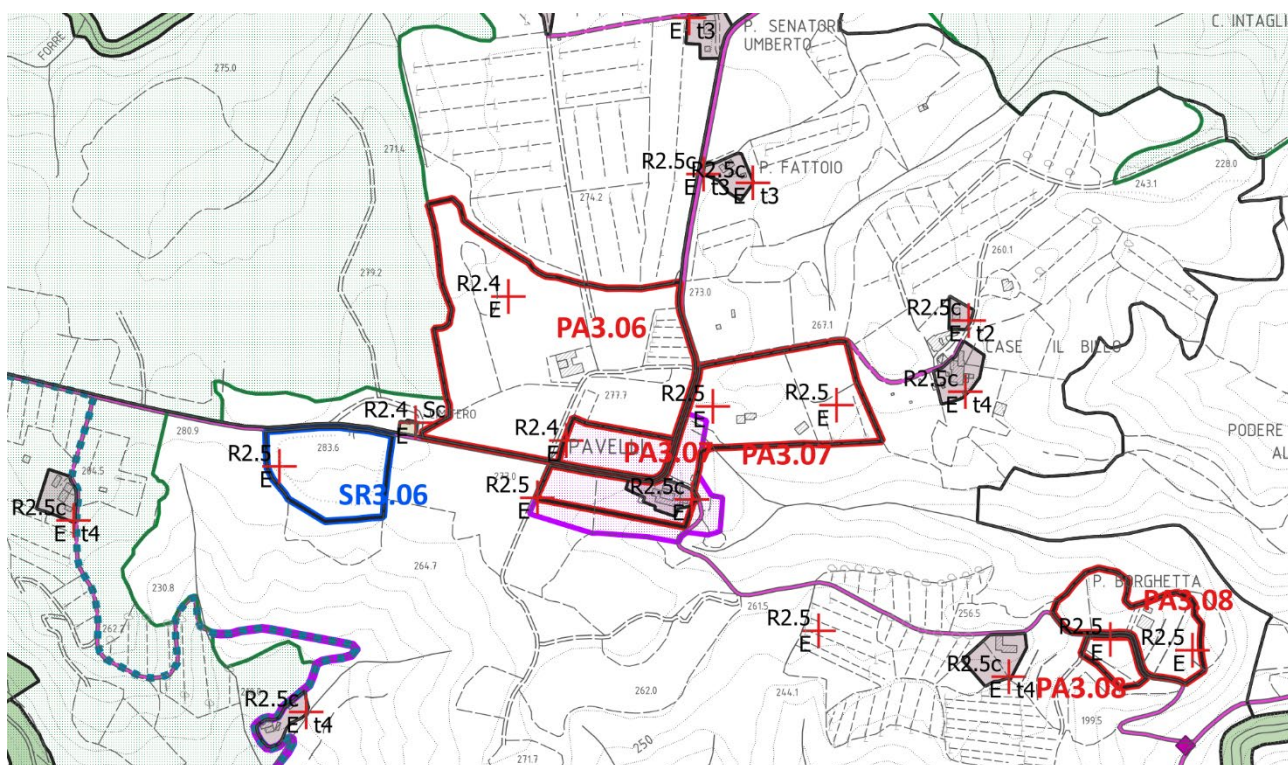 E t3
P. SENATORE
UMBERTO
C. INTAGL
FORRE
275.0
271.4
R2.5c
E t3
R2.5c
E t3
P. FATTOIO
274.2
243.1
228.0
260.1
279.2
R2.4
E
273.0
PA3.06
267.1
R2.5c
E t2
CASE IL BILLO
R2.5c
E t4
277.7
R2.5
E
R2.5
E
280.9
R2.4 Sc
E
283.6
R2.4
E
PAVELLI
PA3.07
PA3.07
PODERE
AL
R2.5
E
SR3.06
R2.5
E
R2.5c
E
R2.5c
E t4
264.7
230.8
261.5
256.5
P. BORGHETTA
PA3.08
R2.5
E
R2.5
E
R2.5
E
R2.5c
E t4
PA3.08
262.0
244.1
199.5
R2.5c
E t4
250
271.7